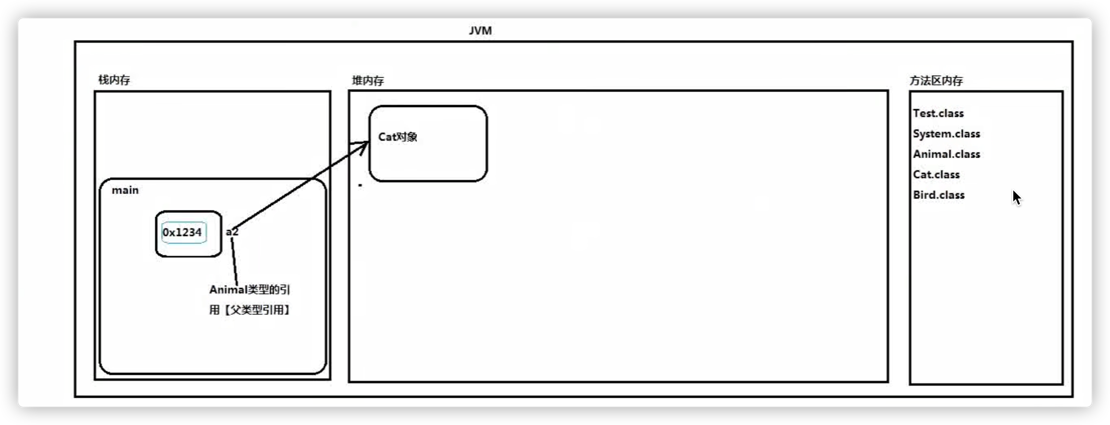 JVM
栈内存
堆内存
方法区内存
Test.class
System.class
Animal.class
Cat.class
Bird.class
Cat对象
main
0x1234
a2
Animal类型的引
用【父类型引用】